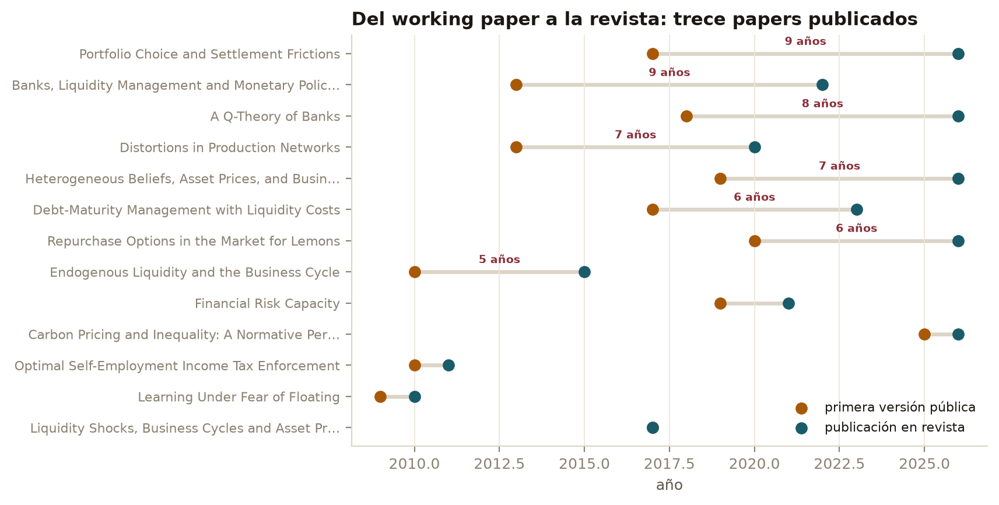 Del working paper a la revista: trece papers publicados
Portfolio Choice and Settlement Frictions
9 años
Banks, Liquidity Management and Monetary Polic…
9 años
A Q-Theory of Banks
8 años
Distortions in Production Networks
7 años
Heterogeneous Beliefs, Asset Prices, and Busin…
7 años
Debt-Maturity Management with Liquidity Costs
6 años
Repurchase Options in the Market for Lemons
6 años
Endogenous Liquidity and the Business Cycle
5 años
Financial Risk Capacity
Carbon Pricing and Inequality: A Normative Per…
Optimal Self-Employment Income Tax Enforcement
Learning Under Fear of Floating
Liquidity Shocks, Business Cycles and Asset Pr…
primera versión pública
publicación en revista
2010.0 2012.5 2015.0 2017.5 2020.0 2022.5 2025.0
año